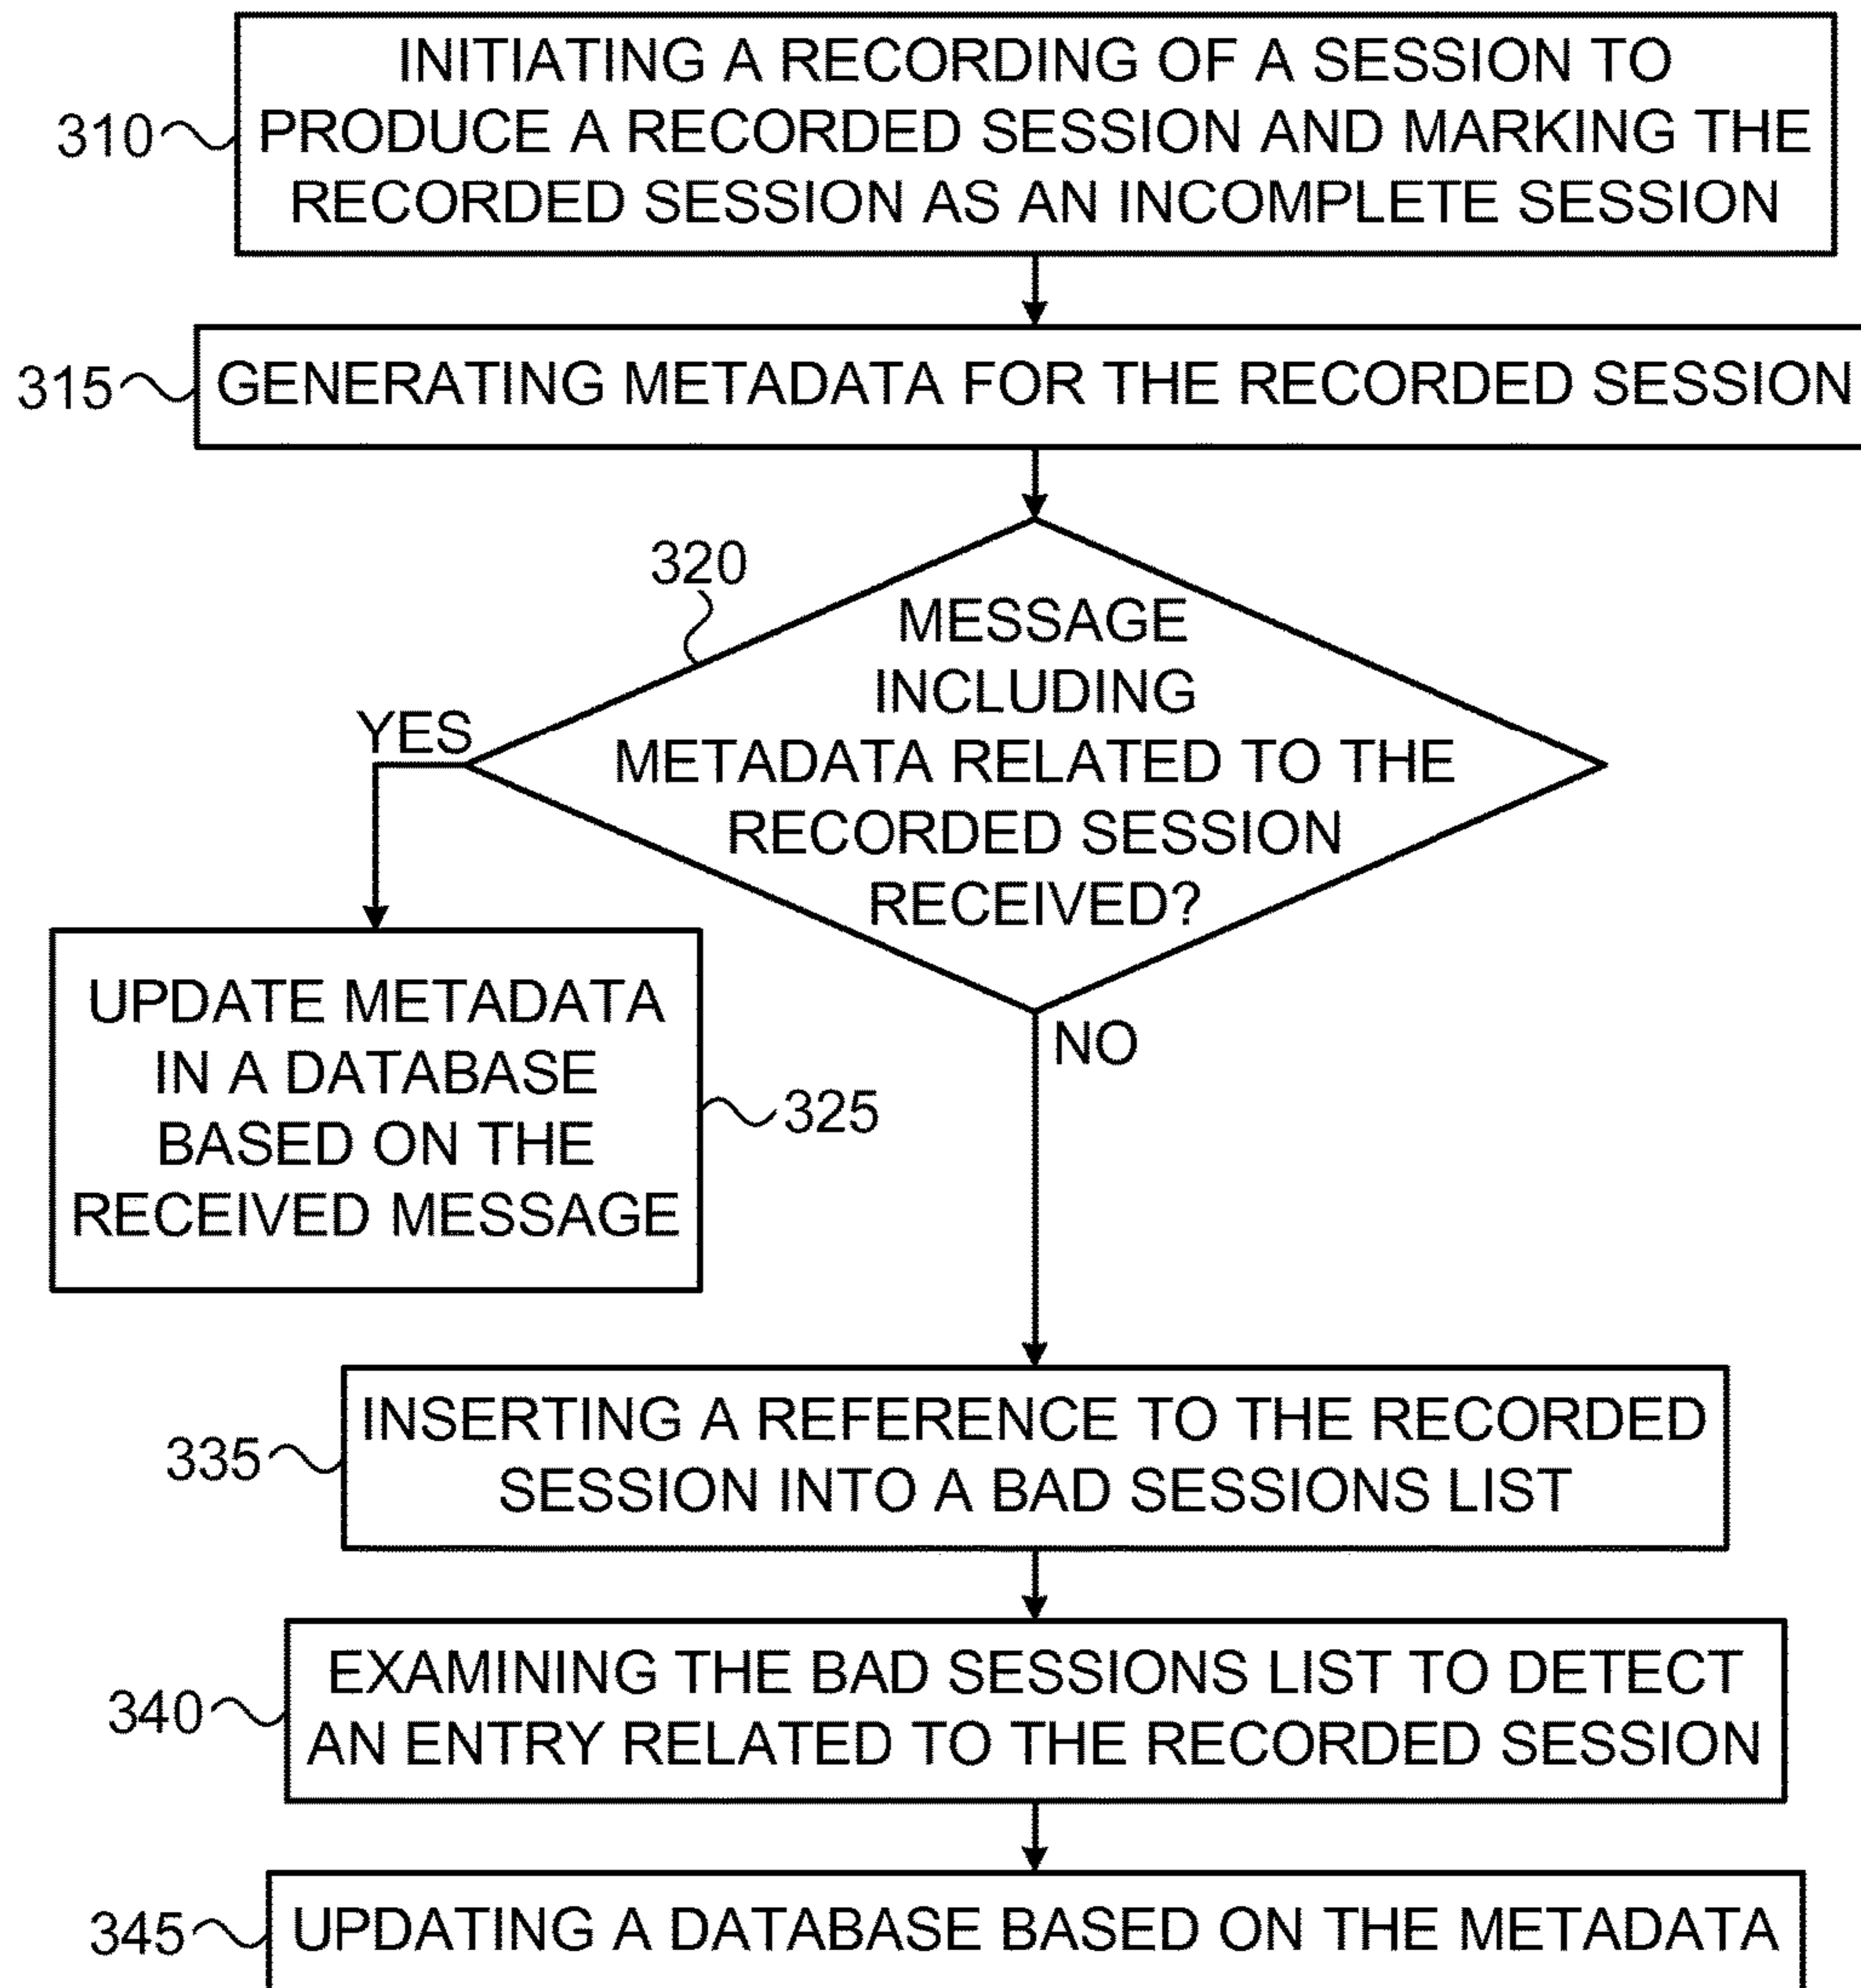 INITIATING A RECORDING OF A SESSION TO
310
PRODUCE A RECORDED SESSION AND MARKING THE
RECORDED SESSION AS AN INCOMPLETE SESSION
315
GENERATING METADATA FOR THE RECORDED SESSION
320
MESSAGE
INCLUDING
METADATA RELATED TO THE
RECORDED SESSION
RECEIVED?
YES
NO
UPDATE METADATA
IN A DATABASE
BASED ON THE
RECEIVED MESSAGE
325
INSERTING A REFERENCE TO THE RECORDED
SESSION INTO A BAD SESSIONS LIST
335
EXAMINING THE BAD SESSIONS LIST TO DETECT
AN ENTRY RELATED TO THE RECORDED SESSION
340
345
UPDATING A DATABASE BASED ON THE METADATA